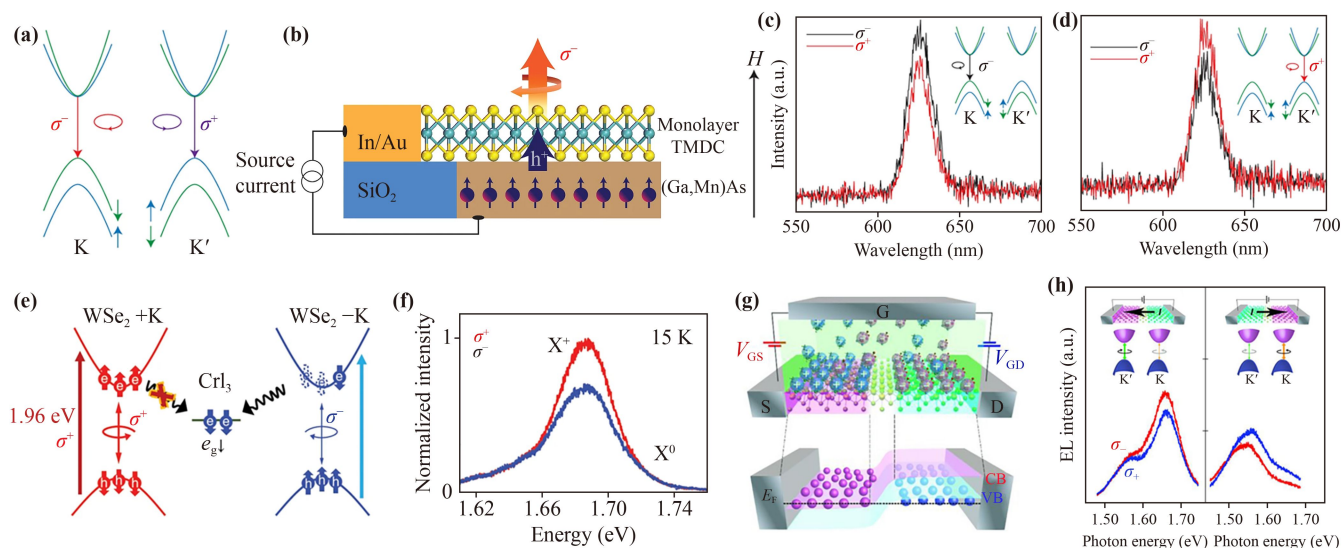 (a)
σ−
σ+
K
K′
(b)
σ−
In/Au
Monolayer
TMDC
h+
Source
current
SiO2
(Ga,Mn)As
(c)
H
σ−
σ+
σ−
K
K′
Intensity (a.u.)
550
600
650
700
Wavelength (nm)
(d)
σ−
σ+
σ+
K
K′
550
600
650
700
Wavelength (nm)
(e)
WSe2 +K
WSe2 −K
e e e
e
CrI3
1.96 eV
σ+
σ+
e e
eg↓
σ−
h h h
h h h
(f)
Normalized intensity
1
0
σ+
σ−
X+
15 K
X0
1.62
1.66
1.70
1.74
Energy (eV)
(g)
G
VGS
VGD
S
D
EF
CB
VB
(h)
EL intensity (a.u.)
I
I
K′
K
K′
K
σ−
σ+
1.50
1.60
1.70
1.50
1.60
1.70
Photon energy (eV)
Photon energy (eV)